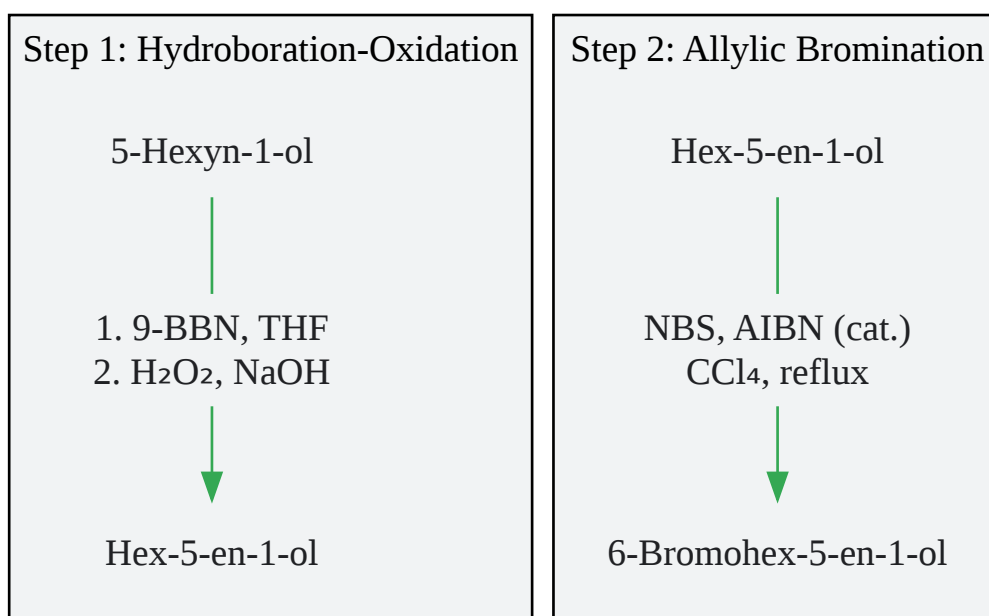 Step 1: Hydroboration-Oxidation
5-Hexyn-1-ol
1. 9-BBN, THF
2. H₂O₂, NaOH
Hex-5-en-1-ol
Step 2: Allylic Bromination
Hex-5-en-1-ol
NBS, AIBN (cat.)
CCl₄, reflux
6-Bromohex-5-en-1-ol